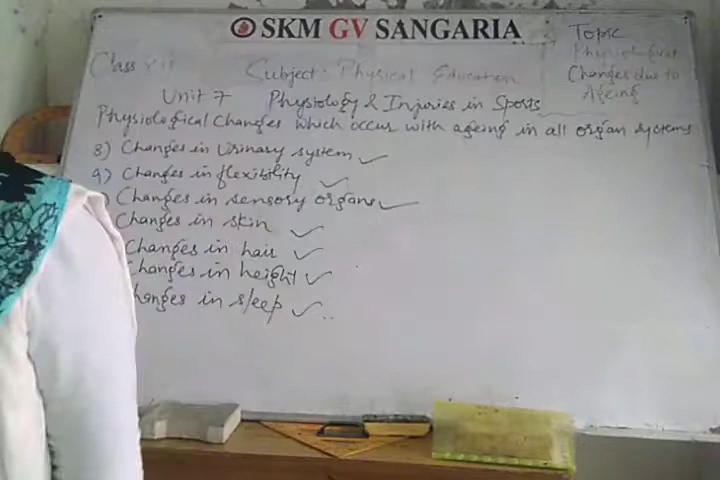 SKM GV SANGARIA
Topic
Physiological
Changes due to
Ageing
Class XII
Subject: Physical Education
Unit 7 Physiology & Injuries in Sports
Physiological Changes which occur with ageing in all organ systems
8) Changes in Urinary system
9) Changes in flexibility
) Changes in sensory organs
Changes in skin
Changes in hair
Changes in height
hanges in sleep